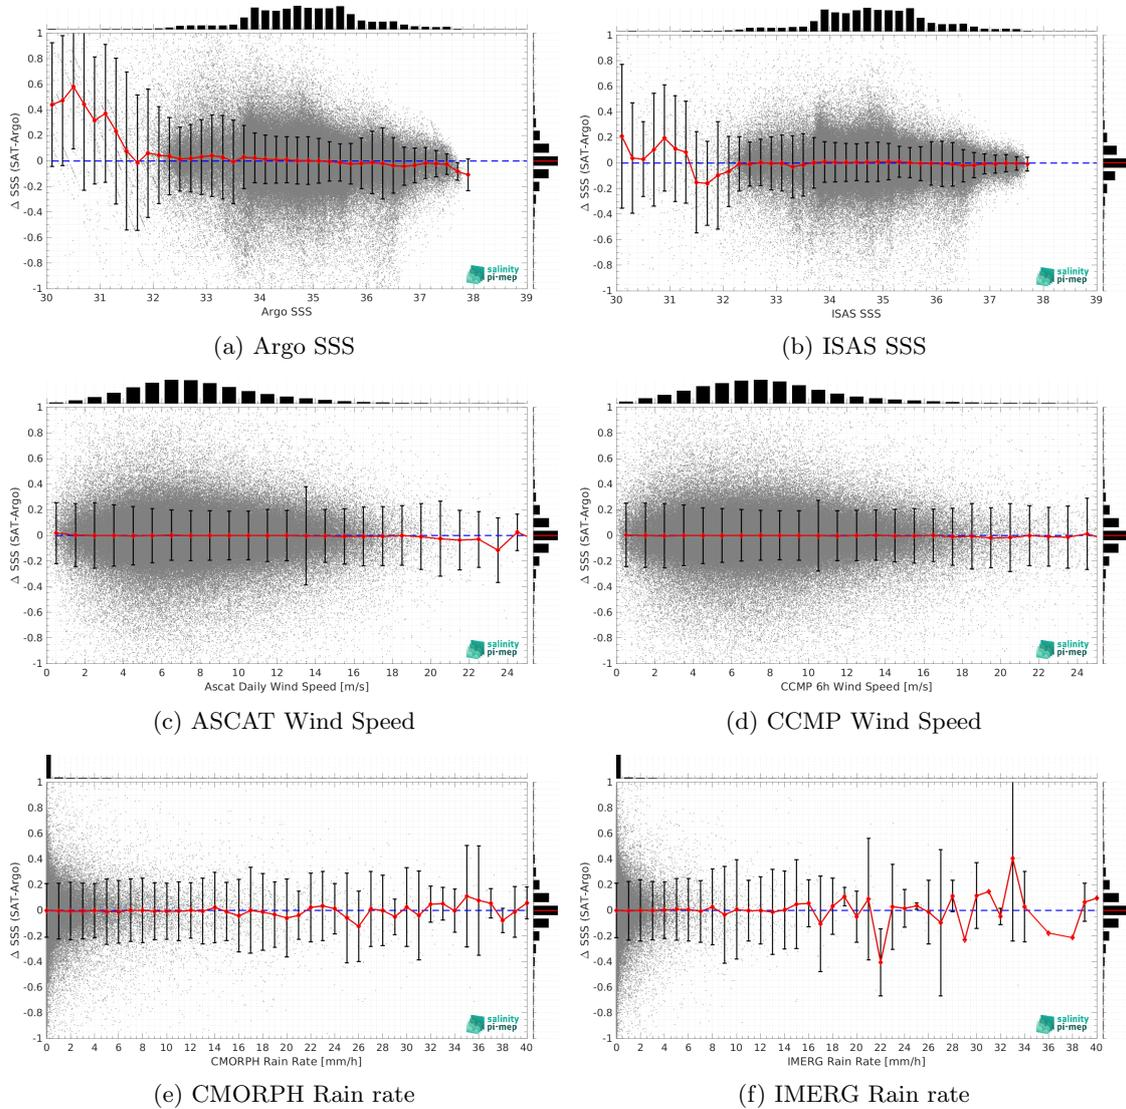 1
0.8
0.6
0.4
0.2
0
-0.2
-0.4
-0.6
-0.8
-1
Δ SSS (SAT-Argo)
30 31 32 33 34 35 36 37 38 39
Argo SSS
salinity
pi-mep
(a) Argo SSS
1
0.8
0.6
0.4
0.2
0
-0.2
-0.4
-0.6
-0.8
-1
Δ SSS (SAT-Argo)
30 31 32 33 34 35 36 37 38 39
ISAS SSS
salinity
pi-mep
(b) ISAS SSS
1
0.8
0.6
0.4
0.2
0
-0.2
-0.4
-0.6
-0.8
-1
Δ SSS (SAT-Argo)
0 2 4 6 8 10 12 14 16 18 20 22 24
Ascat Daily Wind Speed [m/s]
salinity
pi-mep
(c) ASCAT Wind Speed
1
0.8
0.6
0.4
0.2
0
-0.2
-0.4
-0.6
-0.8
-1
Δ SSS (SAT-Argo)
0 2 4 6 8 10 12 14 16 18 20 22 24
CCMP 6h Wind Speed [m/s]
salinity
pi-mep
(d) CCMP Wind Speed
1
0.8
0.6
0.4
0.2
0
-0.2
-0.4
-0.6
-0.8
-1
Δ SSS (SAT-Argo)
0 2 4 6 8 10 12 14 16 18 20 22 24 26 28 30 32 34 36 38 40
CMORPH Rain Rate [mm/h]
salinity
pi-mep
(e) CMORPH Rain rate
1
0.8
0.6
0.4
0.2
0
-0.2
-0.4
-0.6
-0.8
-1
Δ SSS (SAT-Argo)
0 2 4 6 8 10 12 14 16 18 20 22 24 26 28 30 32 34 36 38 40
IMERG Rain Rate [mm/h]
salinity
pi-mep
(f) IMERG Rain rate